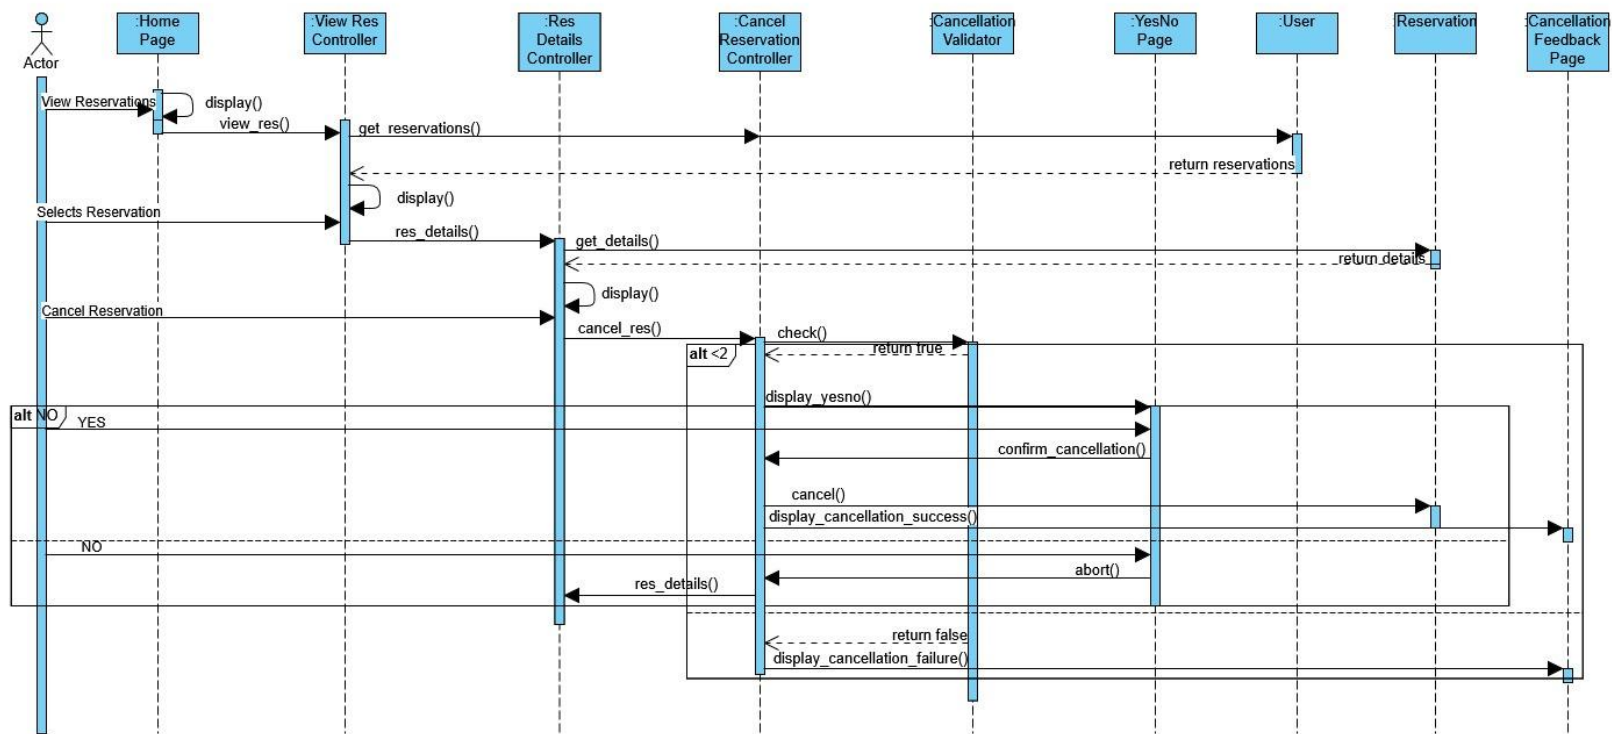 :Home
Page
:View Res
Controller
:Res
Details
Controller
:Cancel
Reservation
Controller
Cancellation
Validator
:YesNo
Page
:User
:Reservation
:Cancellation
Feedback
Page
Actor
View Reservations
display()
view_res()
get_reservations()
return reservations
display()
Selects Reservation
res_details()
get_details()
return details
display()
Cancel Reservation
cancel_res()
check()
alt <2
return true
display_yesno()
alt NO
YES
confirm_cancellation()
cancel()
display_cancellation_success()
NO
abort()
res_details()
return false
display_cancellation_failure()